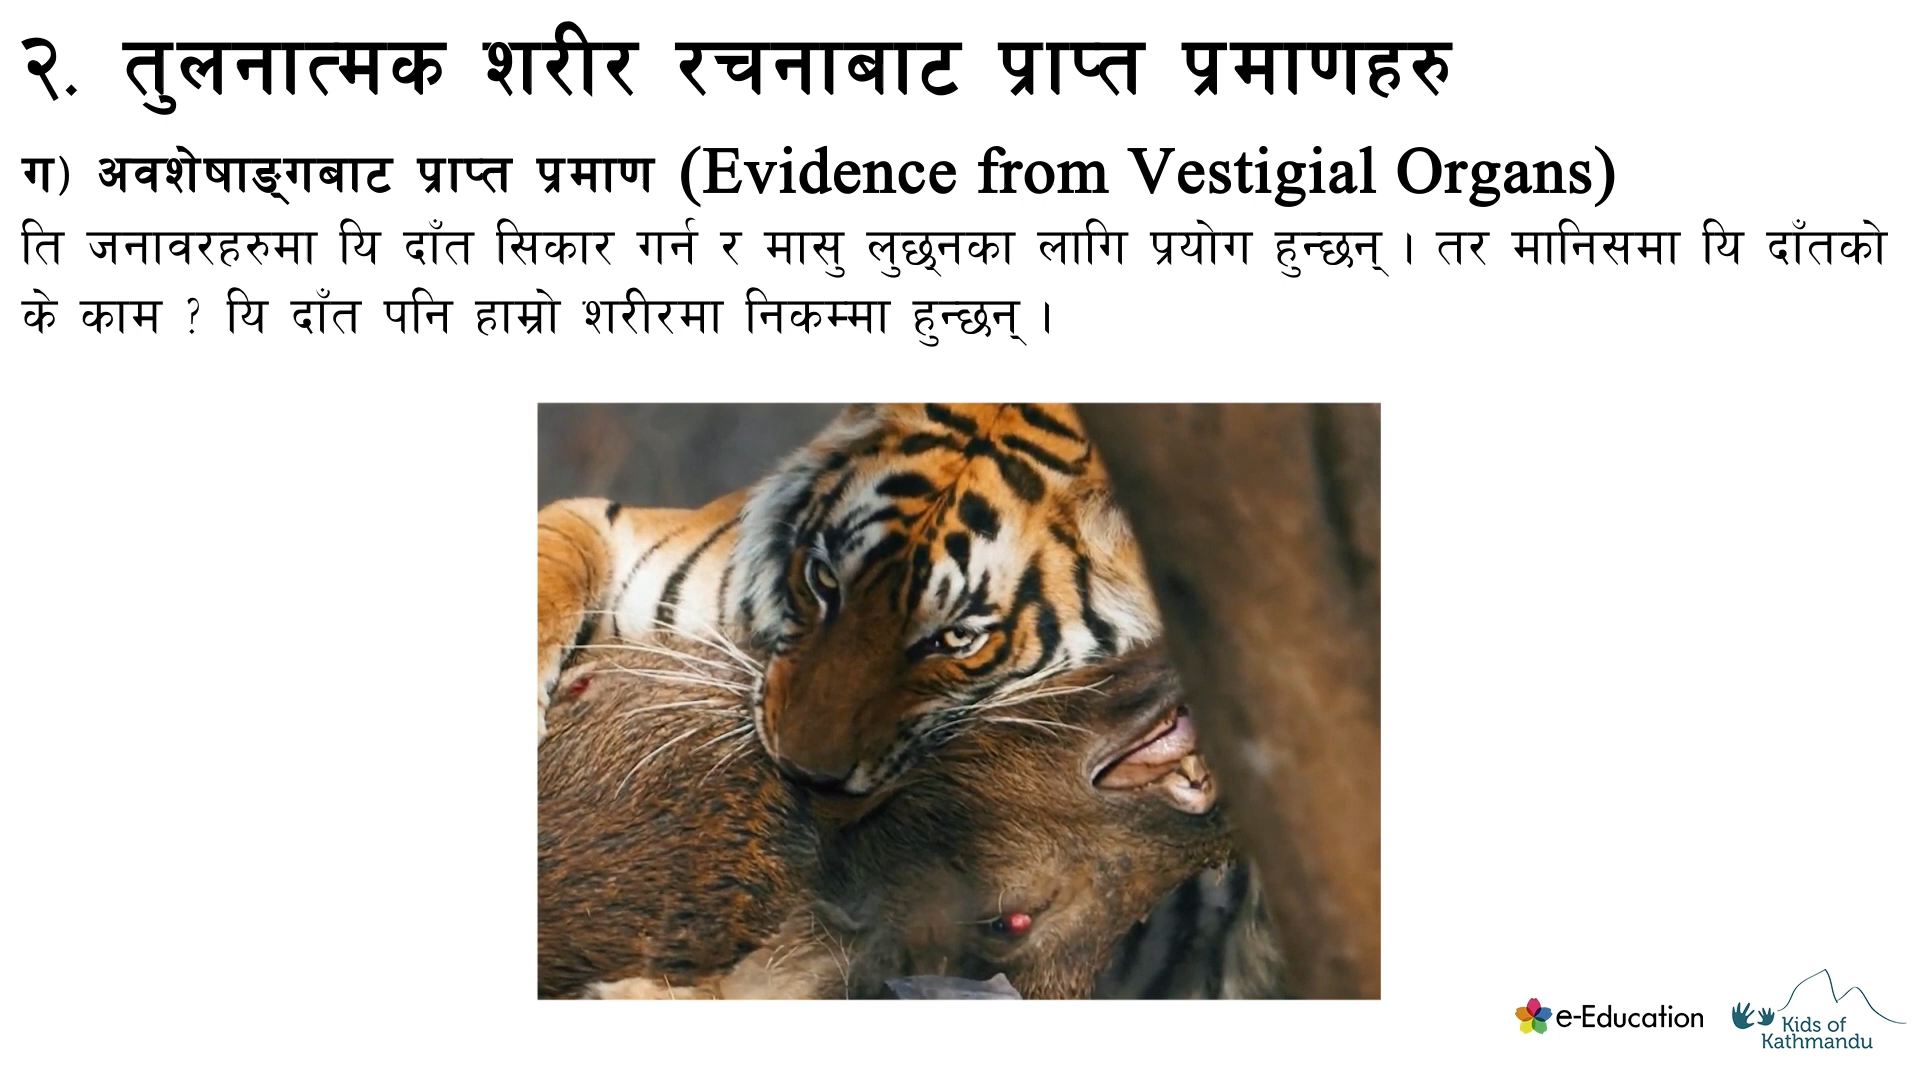 २. तुलनात्मक शरीर रचनाबाट प्राप्त प्रमाणहरु
ग) अवशेषाङ्गबाट प्राप्त प्रमाण (Evidence from Vestigial Organs)
ति जनावरहरुमा यि दाँत सिकार गर्न र मासु लुछ्नका लागि प्रयोग हुन्छन् । तर मानिसमा यि दाँतको
के काम ? यि दाँत पनि हाम्रो शरीरमा निकम्मा हुन्छन् ।
e-Education
Kids of
Kathmandu